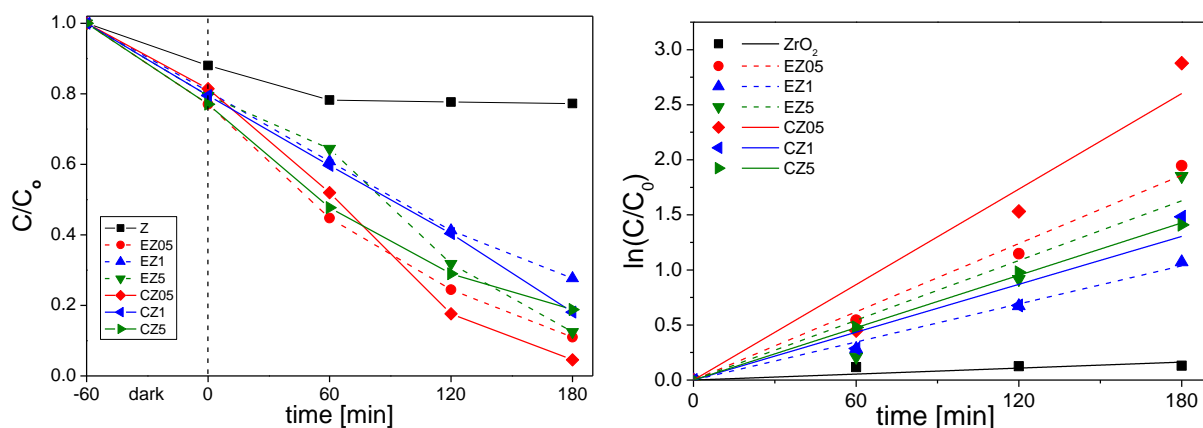 C/C₀
1.0
0.8
0.6
0.4
0.2
0.0
Z
EZ05
EZ1
EZ5
CZ05
CZ1
CZ5
-60 dark 0 60 120 180
time [min]
ln(C/C₀)
3.0
2.5
2.0
1.5
1.0
0.5
0.0
ZrO₂
EZ05
EZ1
EZ5
CZ05
CZ1
CZ5
0 60 120 180
time [min]